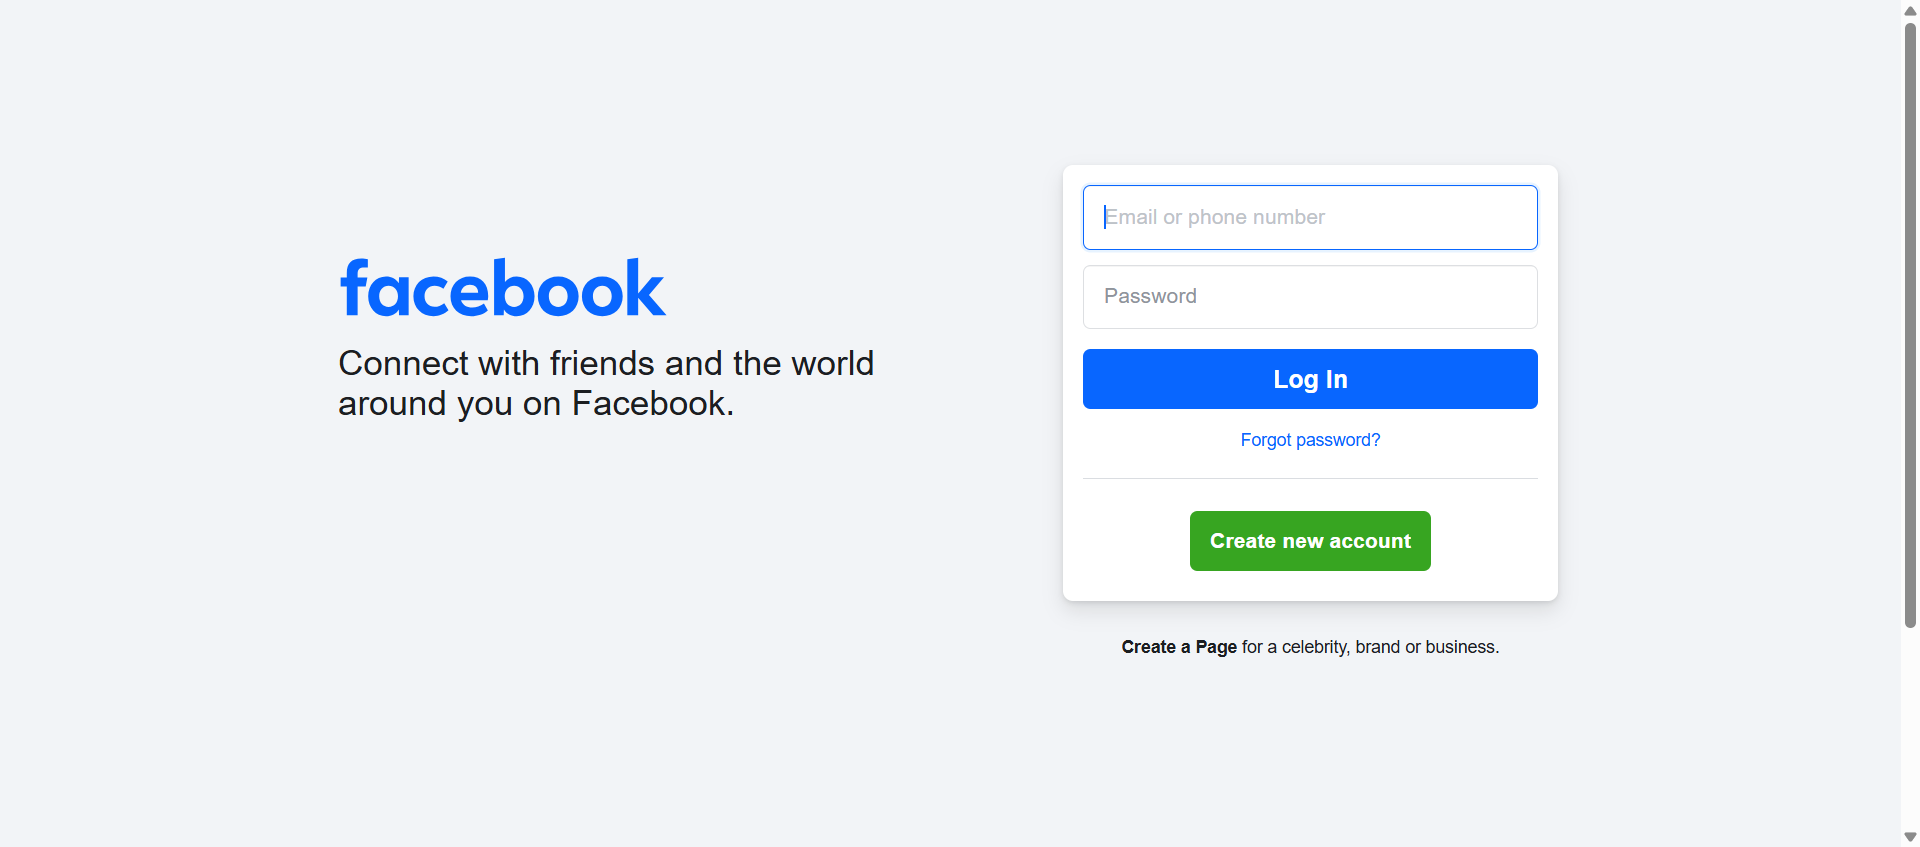 facebook
Connect with friends and the world
around you on Facebook.
Email or phone number
Password
Log In
Forgot password?
Create new account
Create a Page for a celebrity, brand or business.